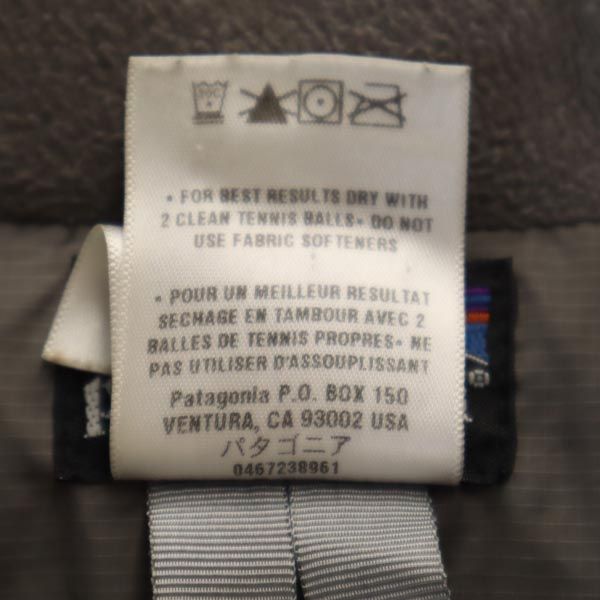 • FOR BEST RESULTS DRY WITH
2 CLEAN TENNIS BALLS• DO NOT
USE FABRIC SOFTENERS
• POUR UN MEILLEUR RESULTAT
SECHAGE EN TAMBOUR AVEC 2
BALLES DE TENNIS PROPRES• NE
PAS UTILISER D'ASSOUPLISSANT
Patagonia P.O. BOX 150
VENTURA, CA 93002 USA
パタゴニア
0467238961